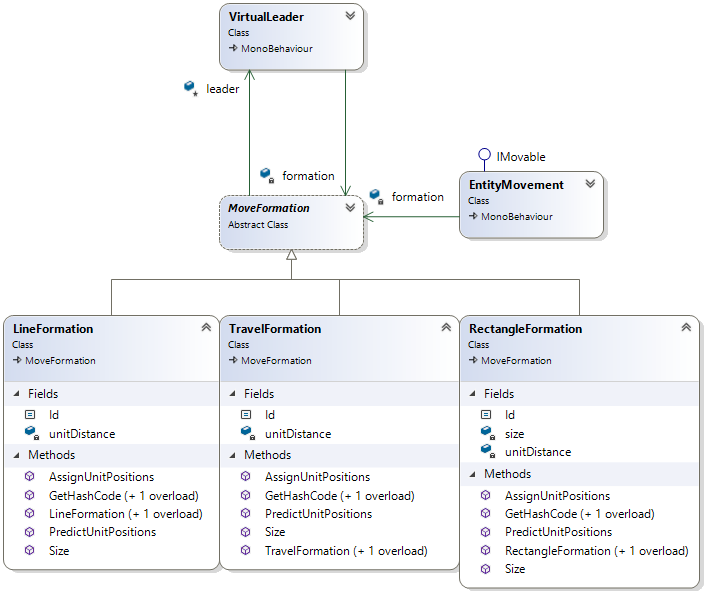 VirtualLeader
Class
MonoBehaviour
leader
formation
IMovable
formation
EntityMovement
Class
MonoBehaviour
MoveFormation
Abstract Class
LineFormation
Class
MoveFormation
Fields
Id
unitDistance
Methods
AssignUnitPositions
GetHashCode (+ 1 overload)
LineFormation (+ 1 overload)
PredictUnitPositions
Size
TravelFormation
Class
MoveFormation
Fields
Id
unitDistance
Methods
AssignUnitPositions
GetHashCode (+ 1 overload)
PredictUnitPositions
Size
TravelFormation (+ 1 overload)
RectangleFormation
Class
MoveFormation
Fields
Id
size
unitDistance
Methods
AssignUnitPositions
GetHashCode (+ 1 overload)
PredictUnitPositions
RectangleFormation (+ 1 overload)
Size